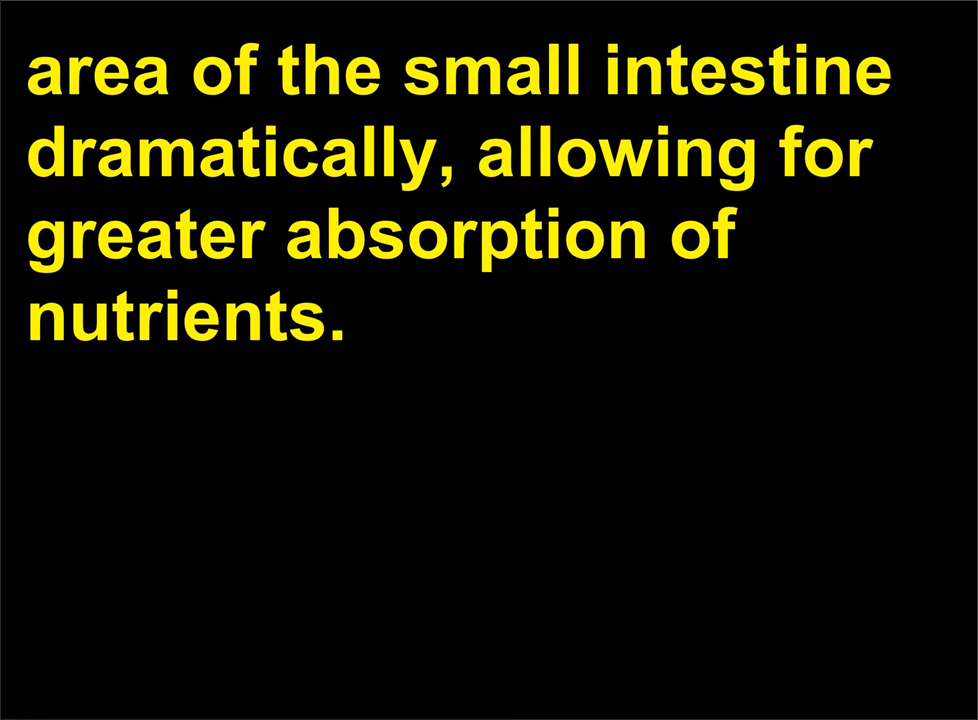 area of the small intestine
dramatically, allowing for
greater absorption of
nutrients.